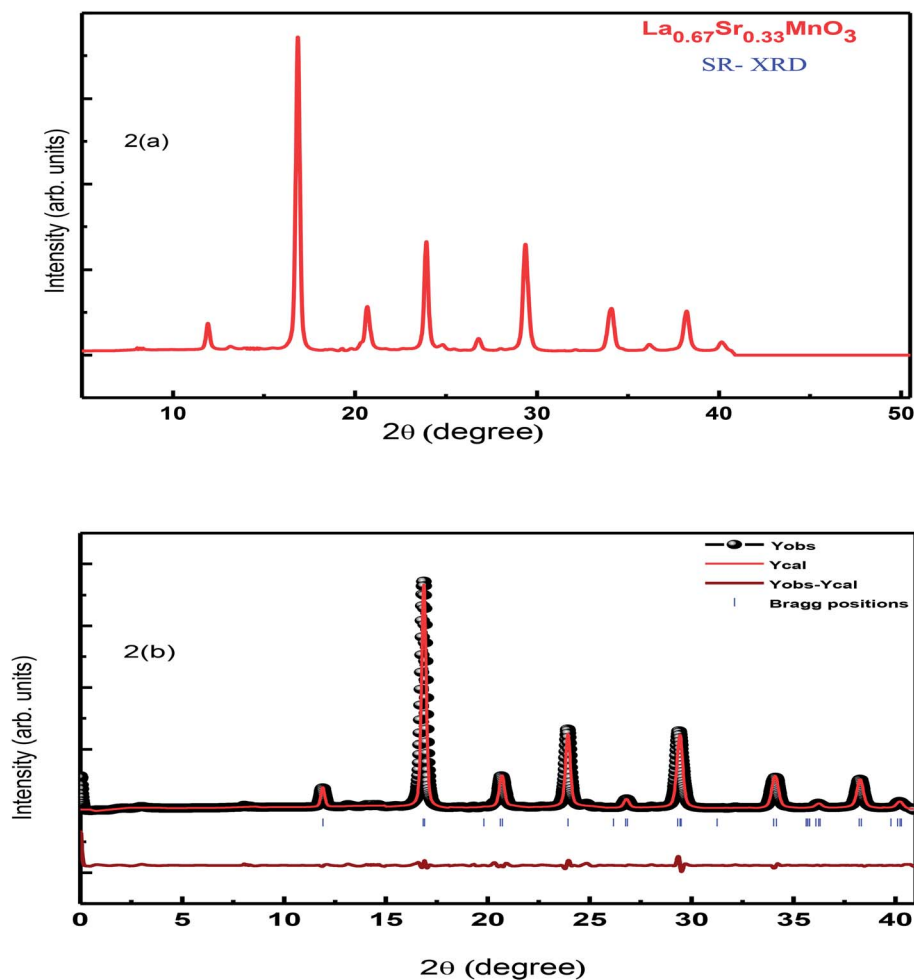 La0.67Sr0.33MnO3
SR- XRD
2(a)
Intensity (arb. units)
10 20 30 40 50
2θ (degree)
Yobs
Ycal
Yobs-Ycal
Bragg positions
2(b)
Intensity (arb. units)
0 5 10 15 20 25 30 35 40
2θ (degree)